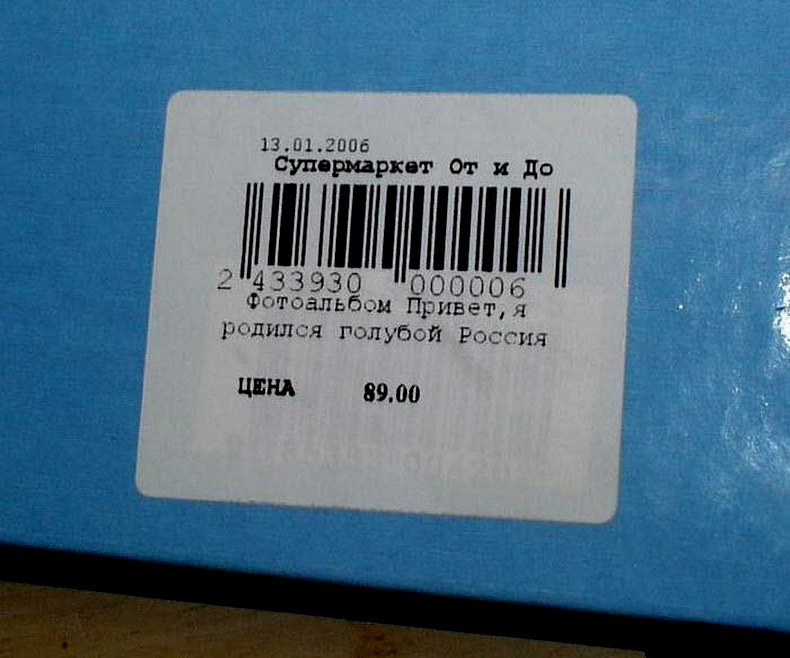 13.01.2006
Супермаркет От и До
2 433930 000006
Фотоальбом Привет,я
родился голубой Россия
ЦЕНА 89.00